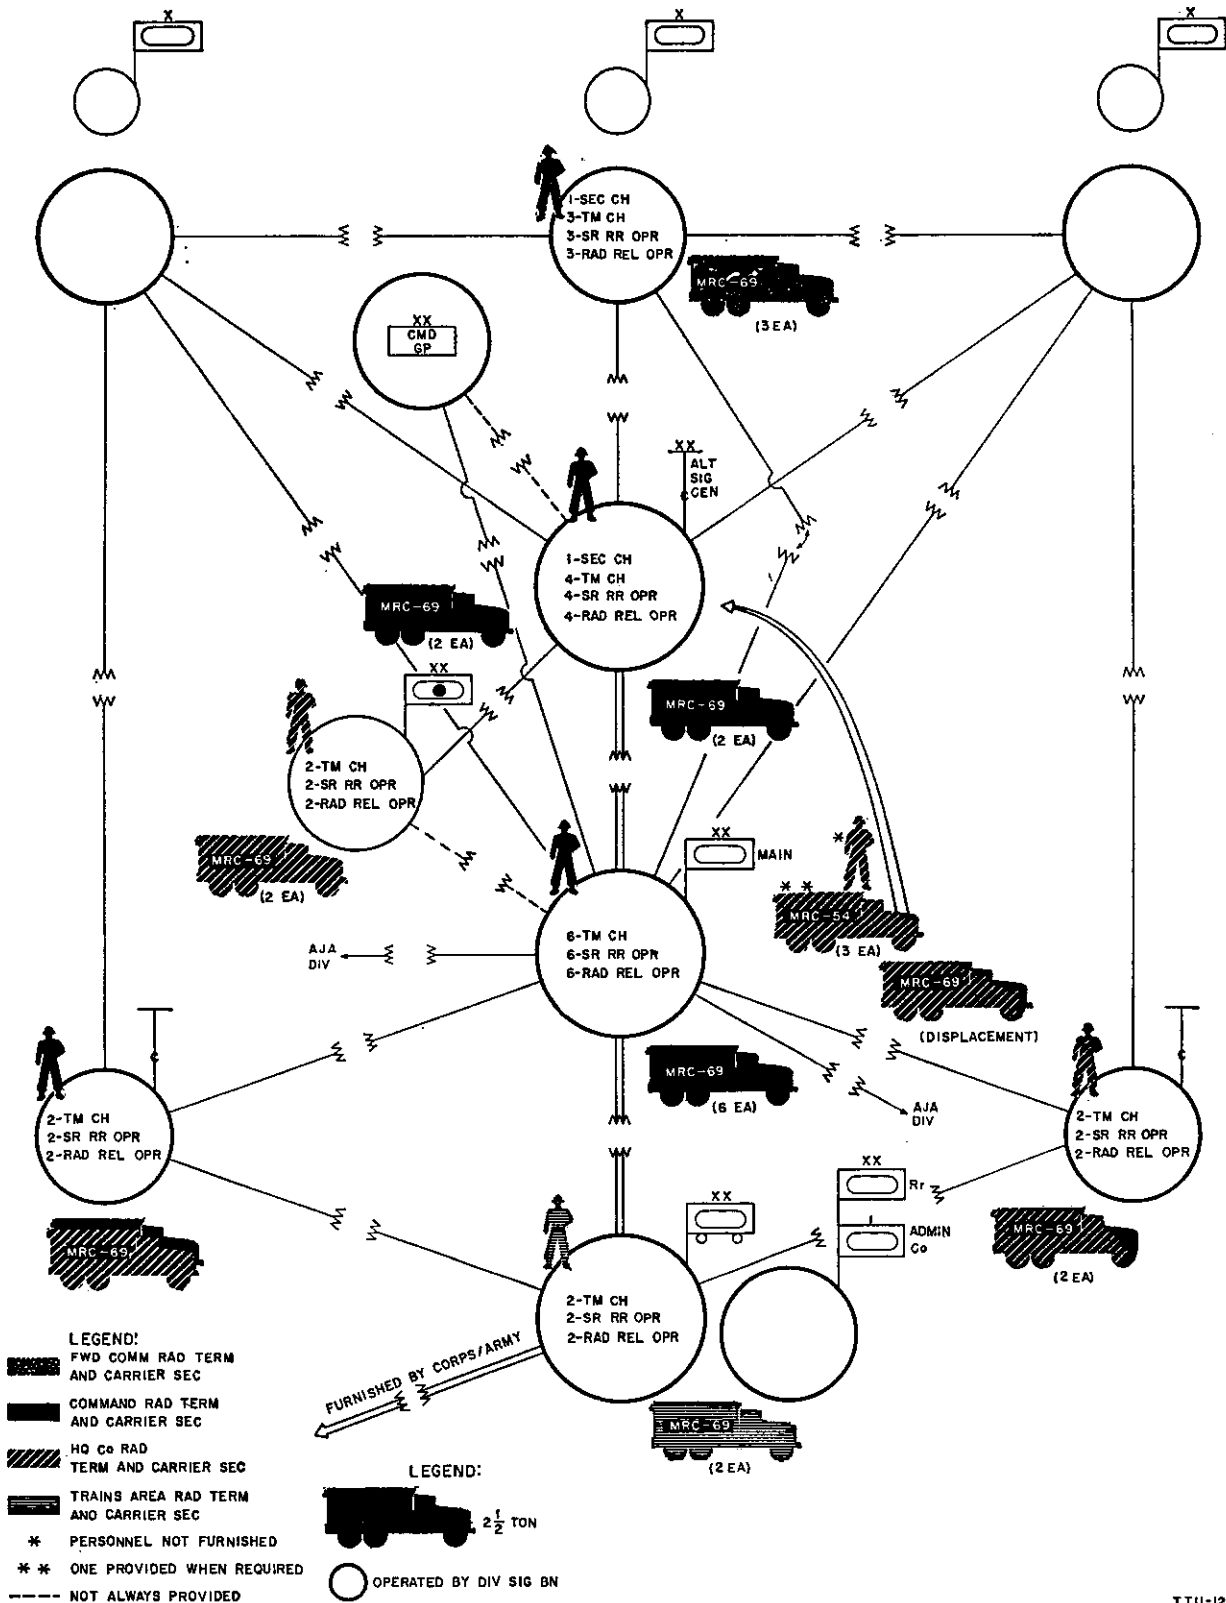 X
X
X
1-SEC CH
3-TM CH
3-SR RR OPR
3-RAD REL OPR
MRC-69
(3 EA)
XX
CMD
GP
XX
ALT
SIG
CEN
1-SEC CH
4-TM CH
4-SR RR OPR
4-RAD REL OPR
MRC-69
(2 EA)
XX
MRC-69
(2 EA)
2-TM CH
2-SR RR OPR
2-RAD REL OPR
MRC-69
(2 EA)
XX
MAIN
*
* *
MRC-54
(3 EA)
6-TM CH
6-SR RR OPR
6-RAD REL OPR
AJA
DIV
MRC-69
(DISPLACEMENT)
C
C
C
MRC-69
(6 EA)
AJA
DIV
2-TM CH
2-SR RR OPR
2-RAD REL OPR
2-TM CH
2-SR RR OPR
2-RAD REL OPR
XX
Rr
XX
I
ADMIN
Co
MRC-69
MRC-69
(2 EA)
2-TM CH
2-SR RR OPR
2-RAD REL OPR
FURNISHED BY CORPS/ARMY
MRC-69
(2 EA)
LEGEND:
FWD COMM RAD TERM
AND CARRIER SEC
COMMAND RAD TERM
AND CARRIER SEC
HQ Co RAD
TERM AND CARRIER SEC
TRAINS AREA RAD TERM
AND CARRIER SEC
* PERSONNEL NOT FURNISHED
* * ONE PROVIDED WHEN REQUIRED
---- NOT ALWAYS PROVIDED
LEGEND:
2 1/2 TON
OPERATED BY DIV SIG BN